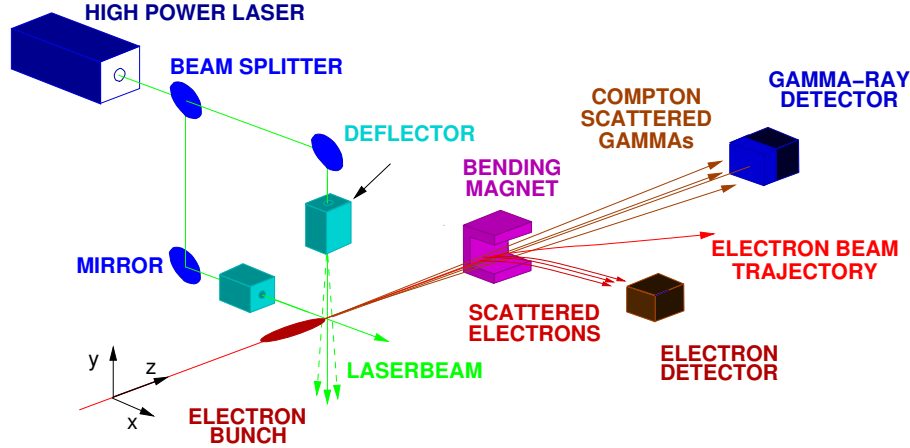 HIGH POWER LASER
BEAM SPLITTER
DEFLECTOR
COMPTON
SCATTERED
GAMMAs
GAMMA-RAY
DETECTOR
BENDING
MAGNET
MIRROR
ELECTRON BEAM
TRAJECTORY
SCATTERED
ELECTRONS
LASERBEAM
ELECTRON
DETECTOR
y
z
x
ELECTRON
BUNCH